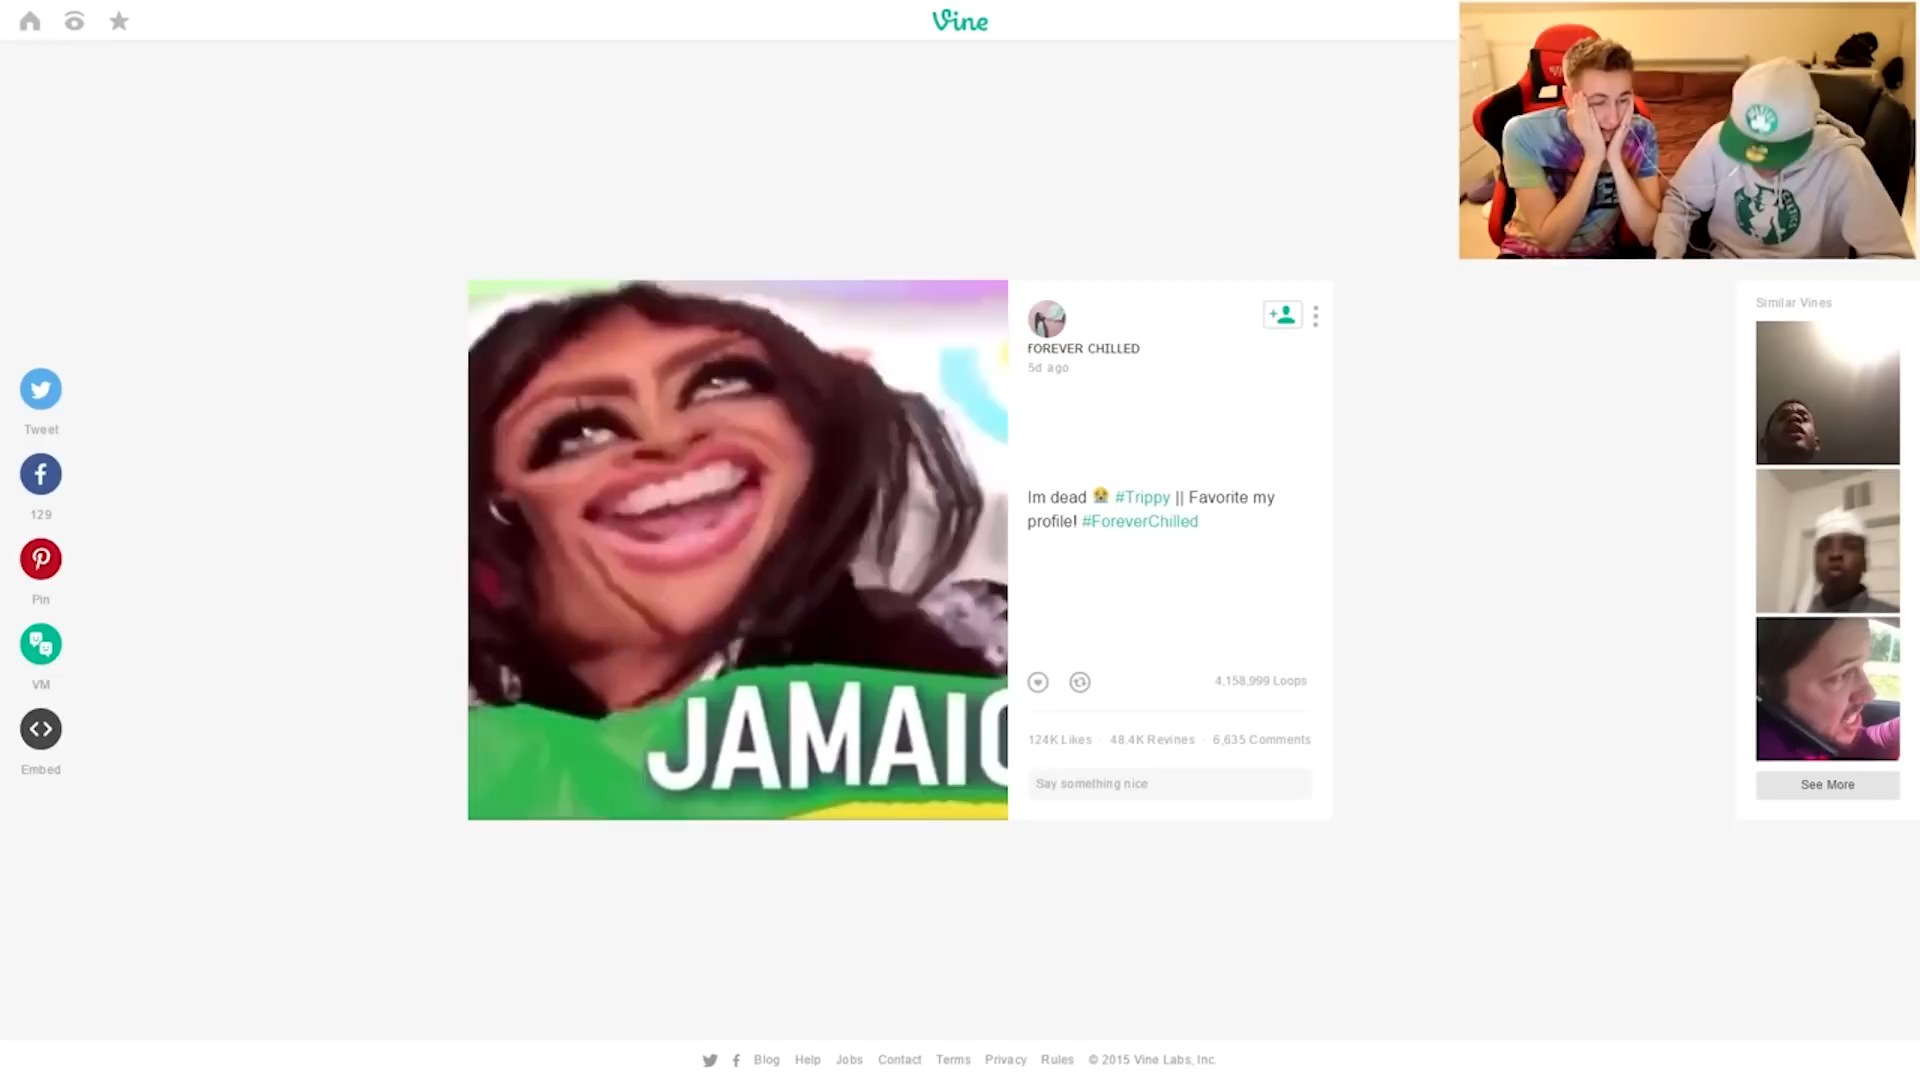 Vine
CELTICS
fOREVER CHILLED
5d ago
Similar Vines
Tweet
129
Im dead 😭 #Trippy || Favorite my
profile! #ForeverChilled
Pin
VM
4,158,999 Loops
JAMAIC
124K Likes · 48.4K Revines · 6,635 Comments
Embed
Say something nice
See More
Blog Help Jobs Contact Terms Privacy Rules © 2015 Vine Labs, Inc.